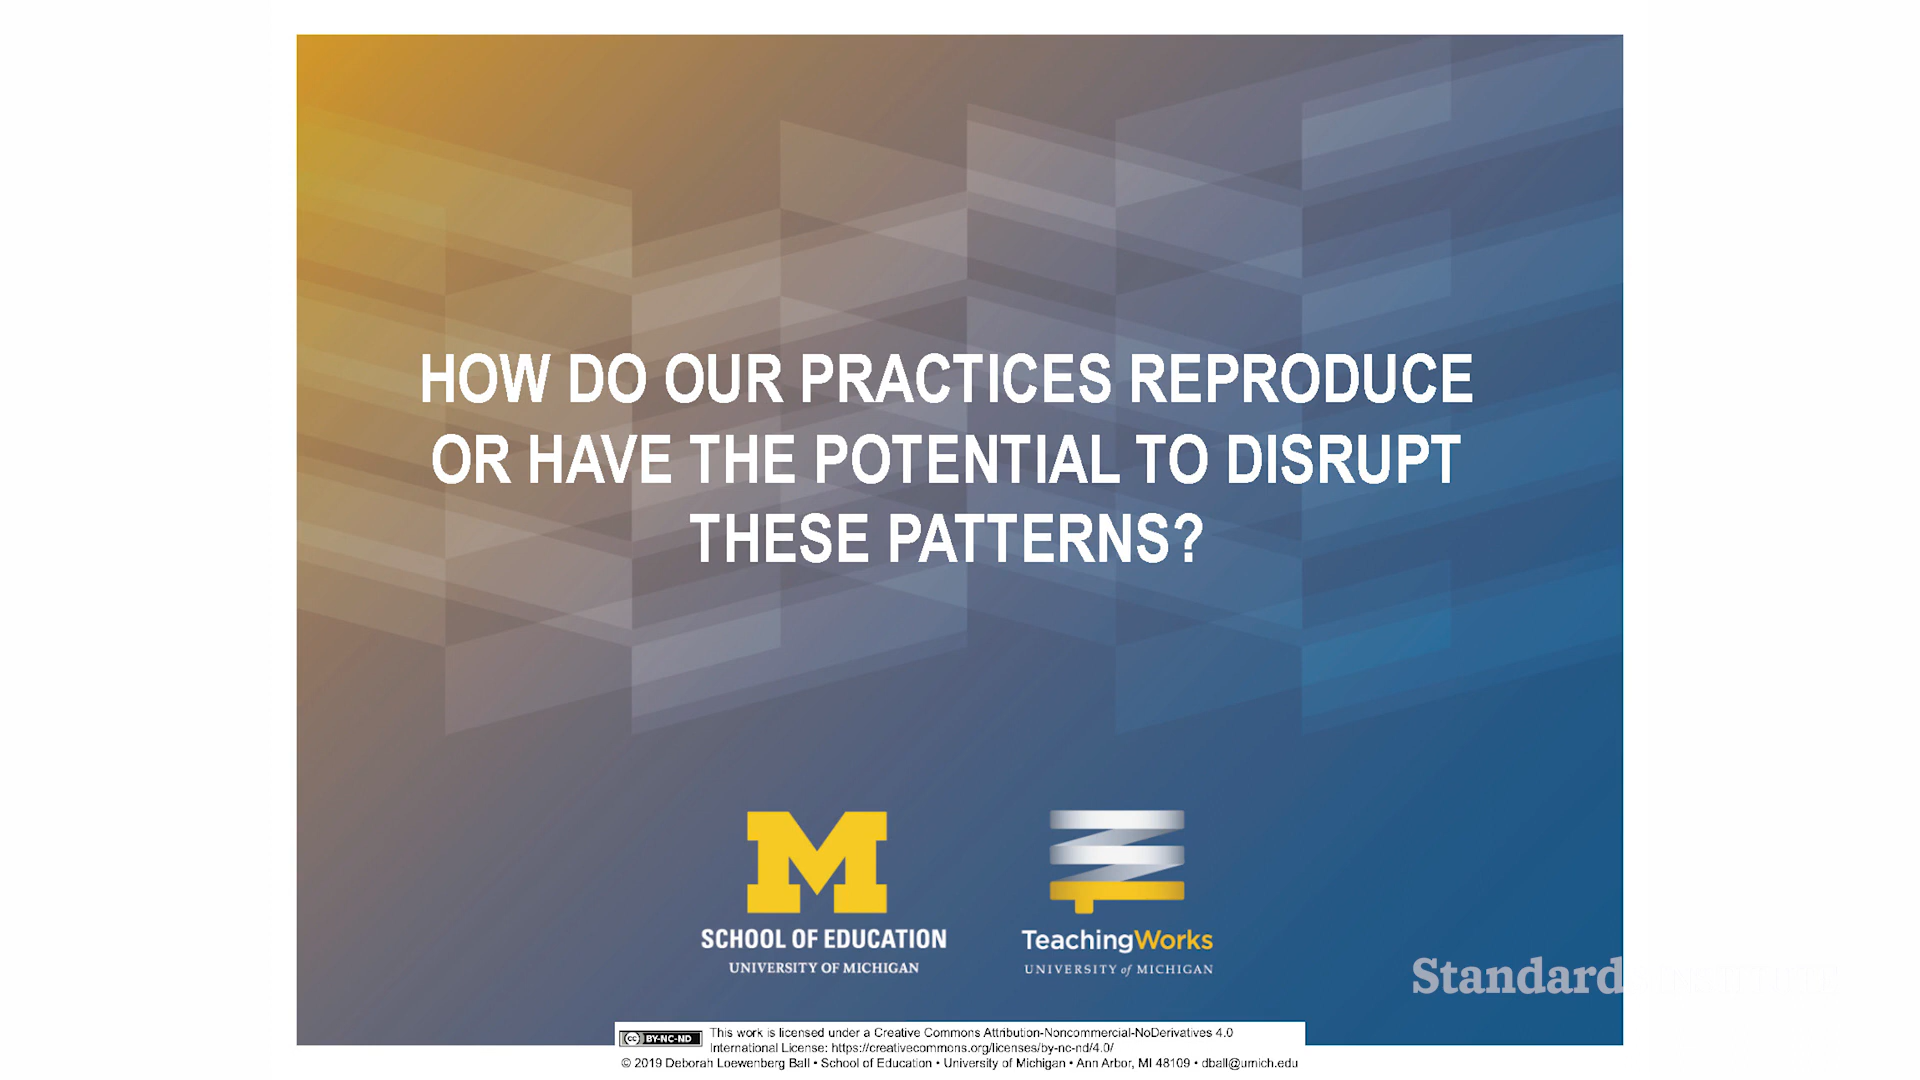 HOW DO OUR PRACTICES REPRODUCE
OR HAVE THE POTENTIAL TO DISRUPT
THESE PATTERNS?
M
SCHOOL OF EDUCATION
UNIVERSITY OF MICHIGAN
TeachingWorks
UNIVERSITY of MICHIGAN
Standard
cc BY-NC-ND
This work is licensed under a Creative Commons Attribution-Noncommercial-NoDerivatives 4.0
International License: https://creativecommons.org/licenses/by-nc-nd/4.0/
© 2019 Deborah Loewenberg Ball • School of Education • University of Michigan • Ann Arbor, MI 48109 • dball@umich.edu